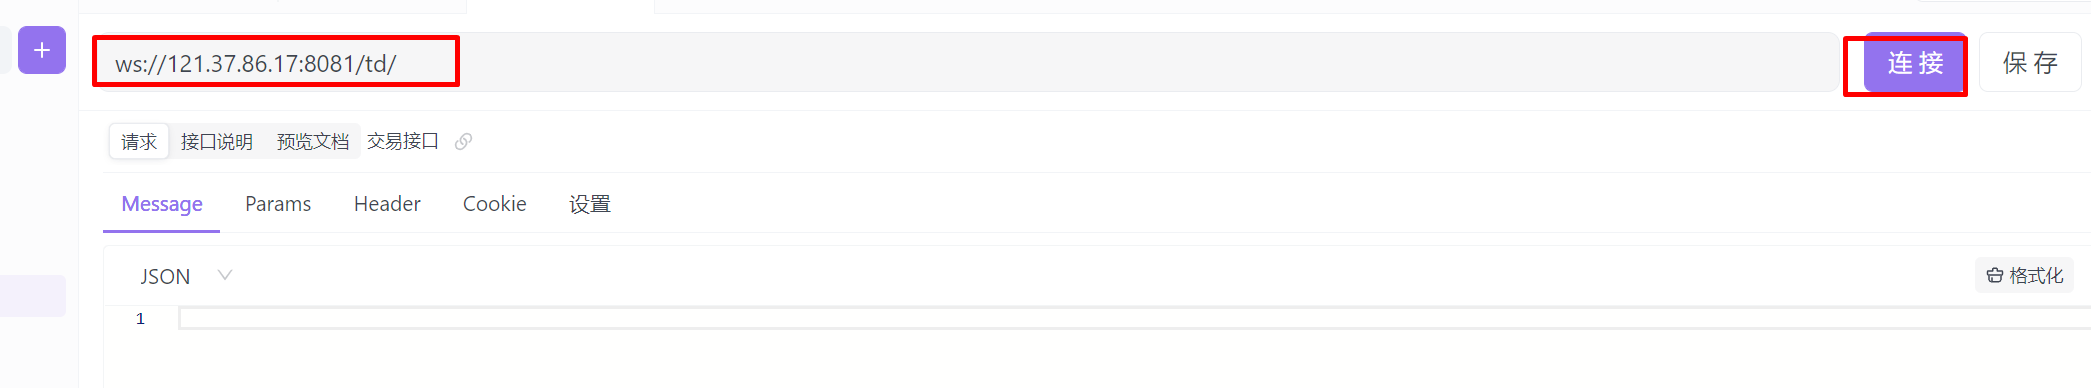 ws://121.37.86.17:8081/td/
连 接
保 存
请求 接口说明 预览文档 交易接口
Message Params Header Cookie 设置
JSON
格式化
1